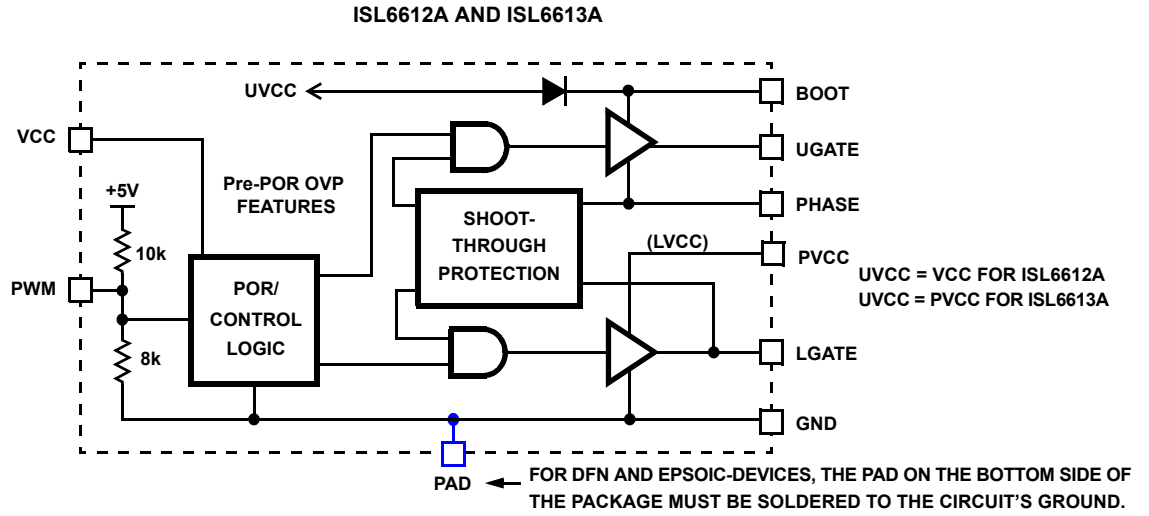 ISL6612A AND ISL6613A
UVCC
BOOT
VCC
UGATE
+5V
Pre-POR OVP
FEATURES
PHASE
SHOOT-
THROUGH
PROTECTION
(LVCC)
10k
PVCC
UVCC = VCC FOR ISL6612A
UVCC = PVCC FOR ISL6613A
PWM
POR/
CONTROL
LOGIC
8k
LGATE
GND
PAD
FOR DFN AND EPSOIC-DEVICES, THE PAD ON THE BOTTOM SIDE OF
THE PACKAGE MUST BE SOLDERED TO THE CIRCUIT'S GROUND.